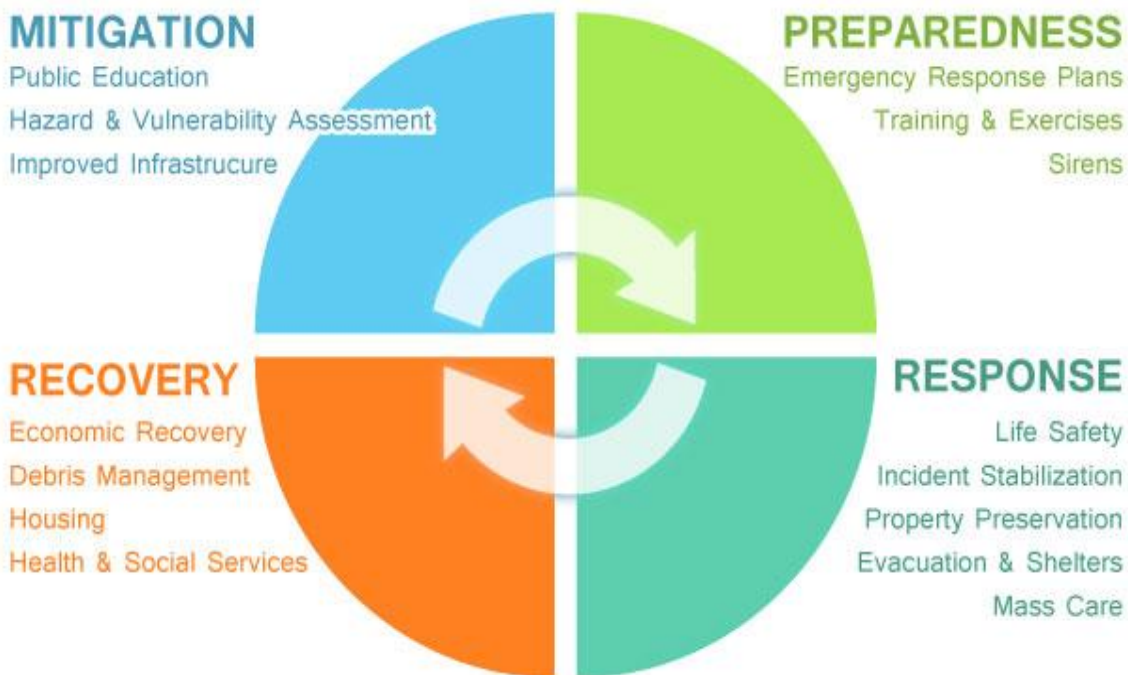 MITIGATION
Public Education
Hazard & Vulnerability Assessment
Improved Infrastrucure
PREPAREDNESS
Emergency Response Plans
Training & Exercises
Sirens
RECOVERY
Economic Recovery
Debris Management
Housing
Health & Social Services
RESPONSE
Life Safety
Incident Stabilization
Property Preservation
Evacuation & Shelters
Mass Care